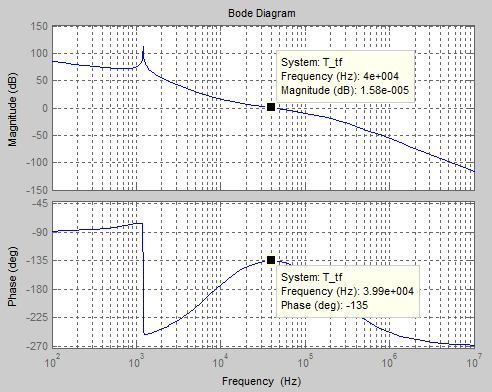 Bode Diagram
150
100
50
0
-50
-100
-150
Magnitude (dB)
System: T_tf
Frequency (Hz): 4e+004
Magnitude (dB): 1.58e-005
-45
-90
-135
-180
-225
-270
Phase (deg)
System: T_tf
Frequency (Hz): 3.99e+004
Phase (deg): -135
10^2 10^3 10^4 10^5 10^6 10^7
Frequency (Hz)